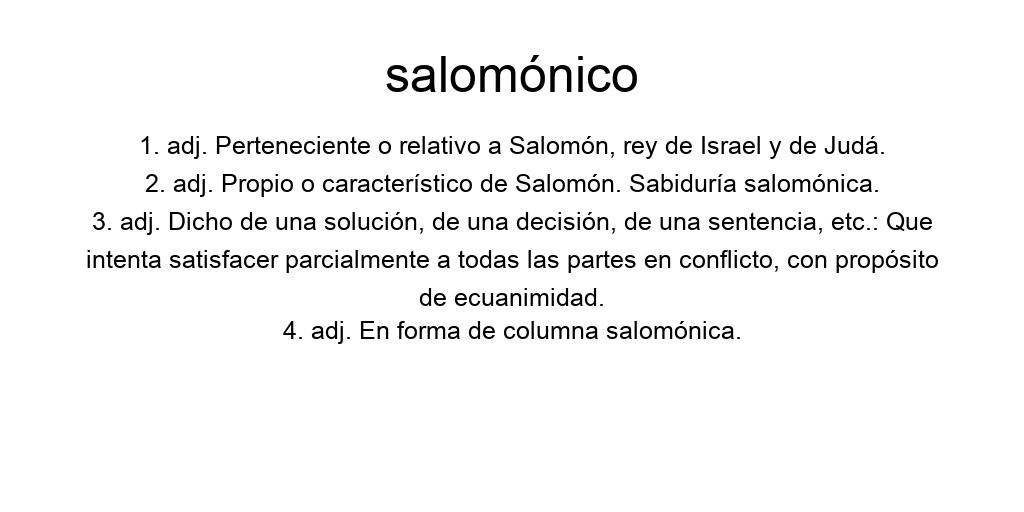 salomónico
1. adj. Perteneciente o relativo a Salomón, rey de Israel y de Judá.
2. adj. Propio o característico de Salomón. Sabiduría salomónica.
3. adj. Dicho de una solución, de una decisión, de una sentencia, etc.: Que
intenta satisfacer parcialmente a todas las partes en conflicto, con propósito
de ecuanimidad.
4. adj. En forma de columna salomónica.